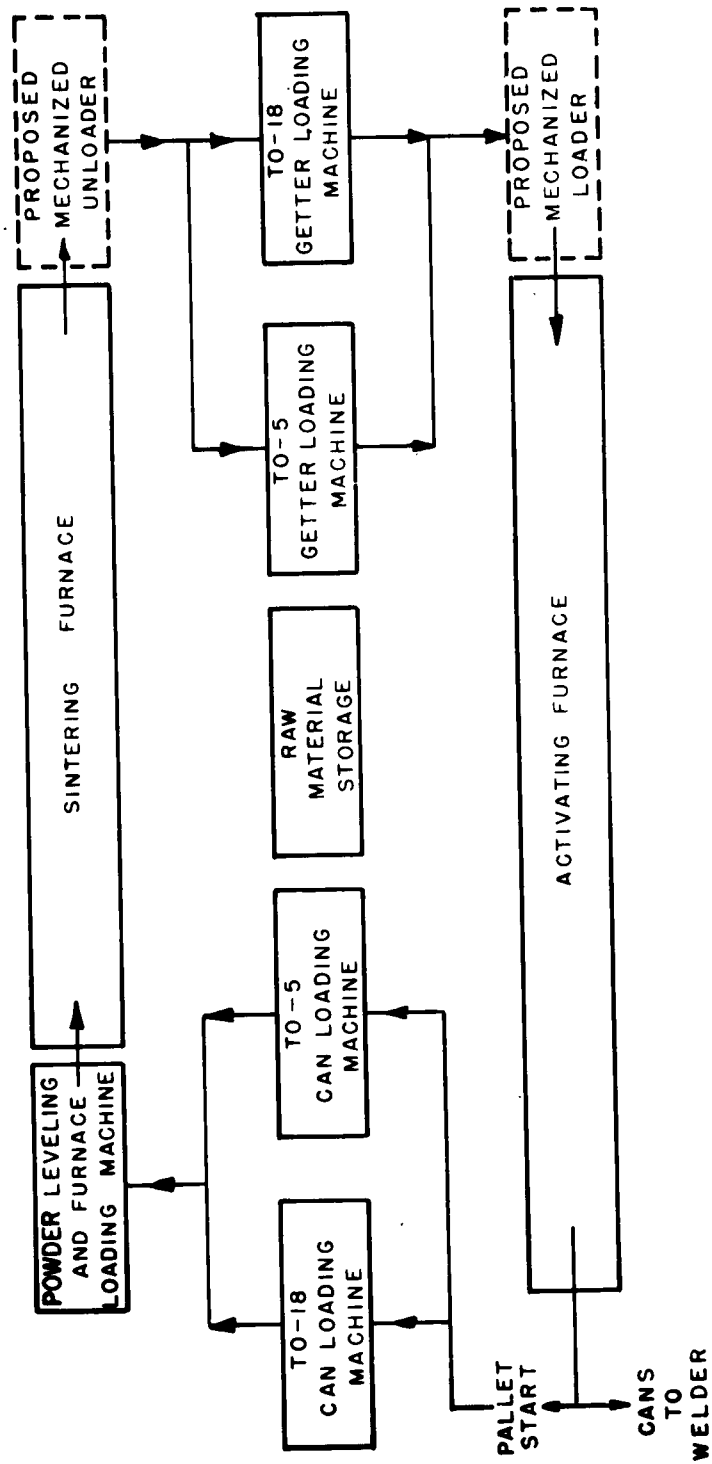 POWDER LEVELING
AND FURNACE
LOADING MACHINE
SINTERING FURNACE
PROPOSED
MECHANIZED
UNLOADER
TO-18
CAN LOADING
MACHINE
TO-5
CAN LOADING
MACHINE
RAW
MATERIAL
STORAGE
TO-5
GETTER LOADING
MACHINE
TO-18
GETTER LOADING
MACHINE
PALLET
START
CANS
TO
WELDER
ACTIVATING FURNACE
PROPOSED
MECHANIZED
LOADER